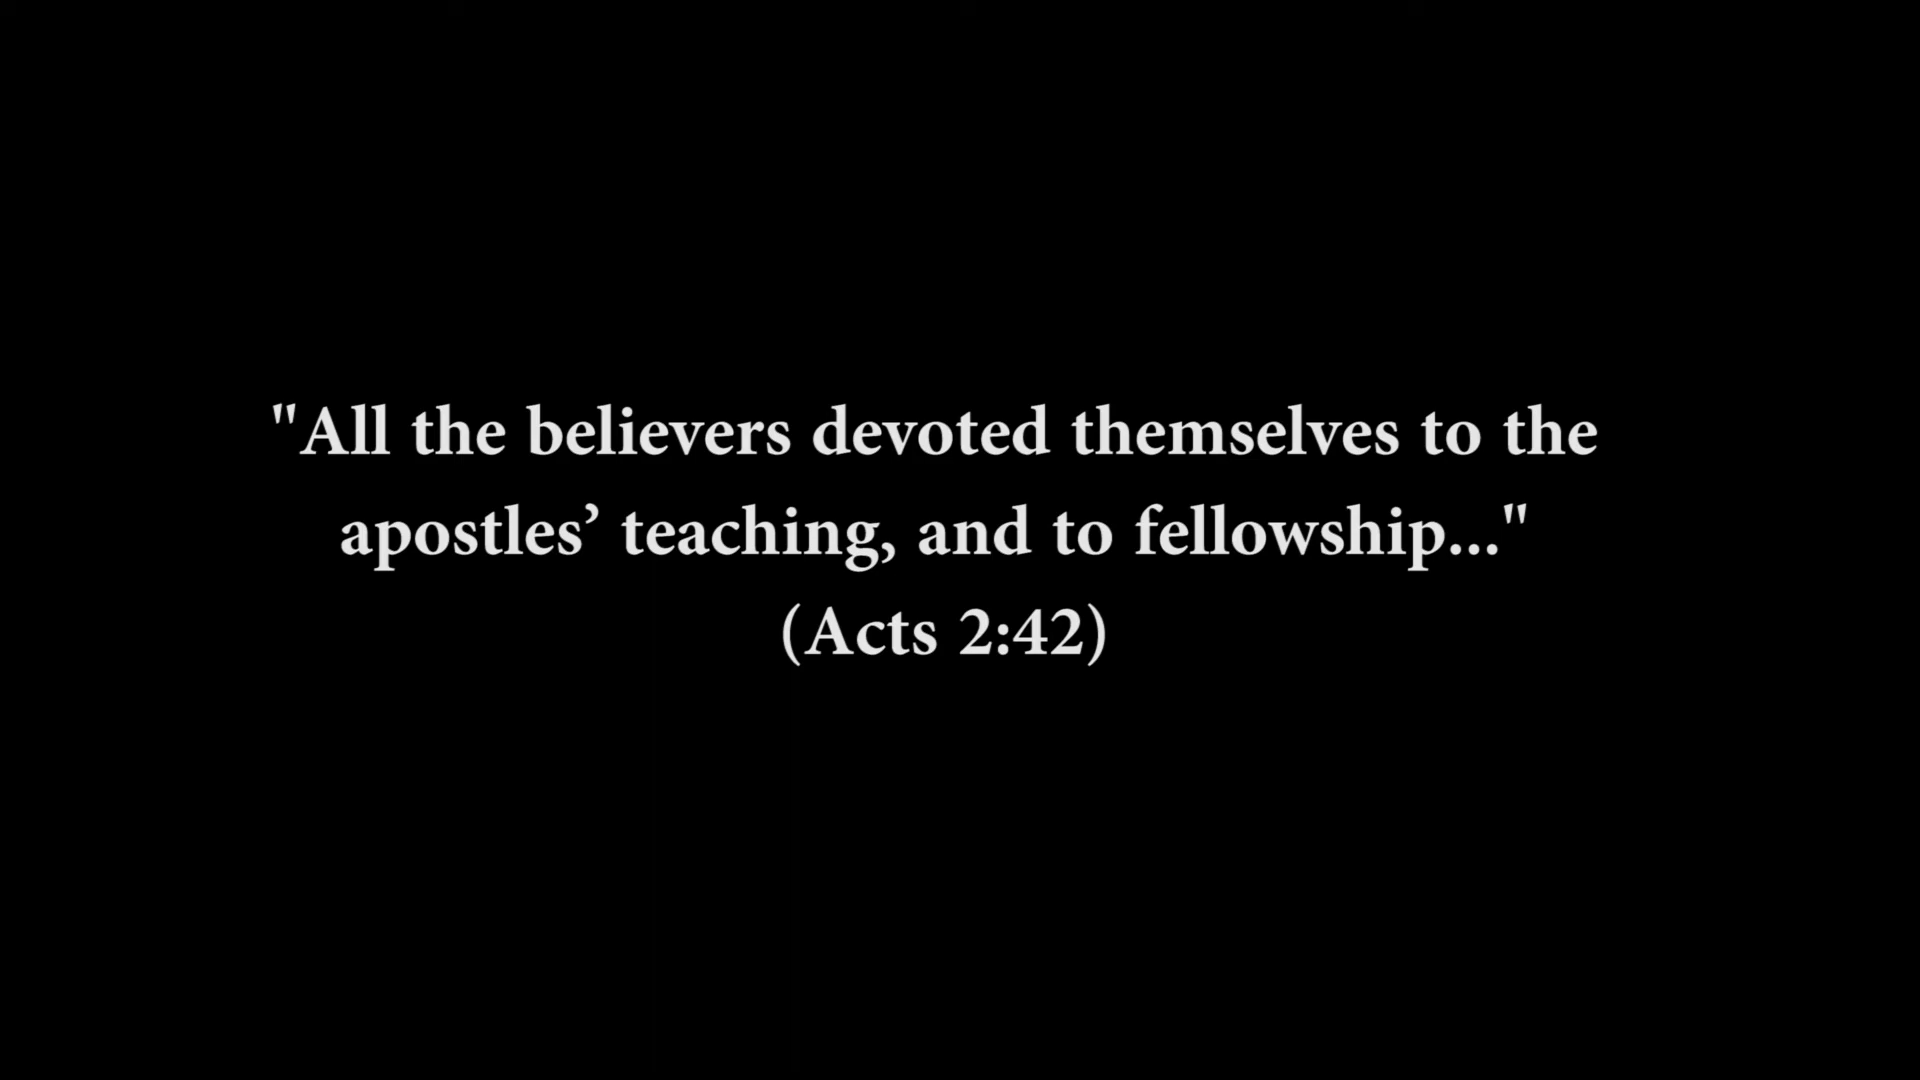 "All the believers devoted themselves to the
apostles’ teaching, and to fellowship..."
(Acts 2:42)